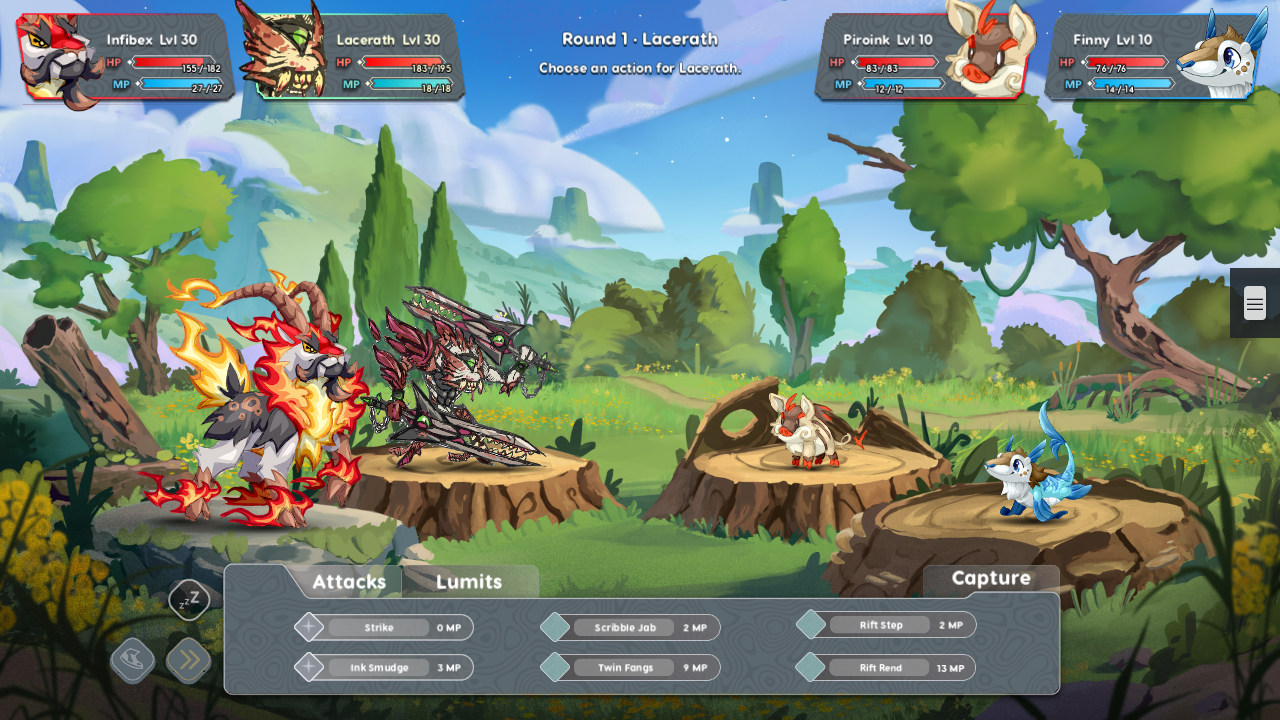 Infibex Lvl 30
HP 155/182
MP 27/27
Lacerath Lvl 30
HP 183/195
MP 18/18
Round 1 · Lacerath
Choose an action for Lacerath.
Piroink Lvl 10
HP 83/83
MP 12/12
Finny Lvl 10
HP 76/76
MP 14/14
zzZ
Attacks
Lumits
Capture
Strike 0 MP
Scribble Jab 2 MP
Rift Step 2 MP
Ink Smudge 3 MP
Twin Fangs 9 MP
Rift Rend 13 MP